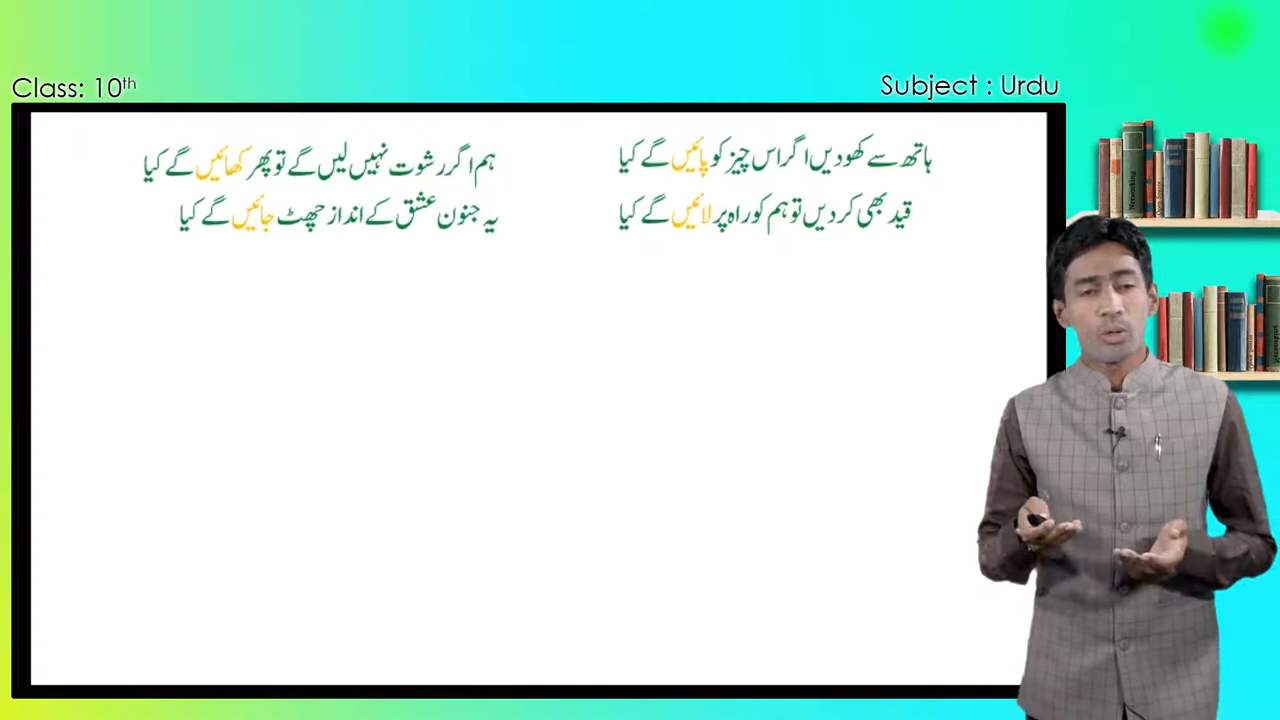 Class: 10th
Subject : Urdu
ہاتھ سے کھو دیں اگر اس چیز کو پائیں گے کیا
ہم اگر رشوت نہیں لیں گے تو پھر کھائیں گے کیا
قید بھی کر دیں تو ہم کو راہ پر لائیں گے کیا
یہ جنون عشق کے انداز چھٹ جائیں گے کیا
Networking